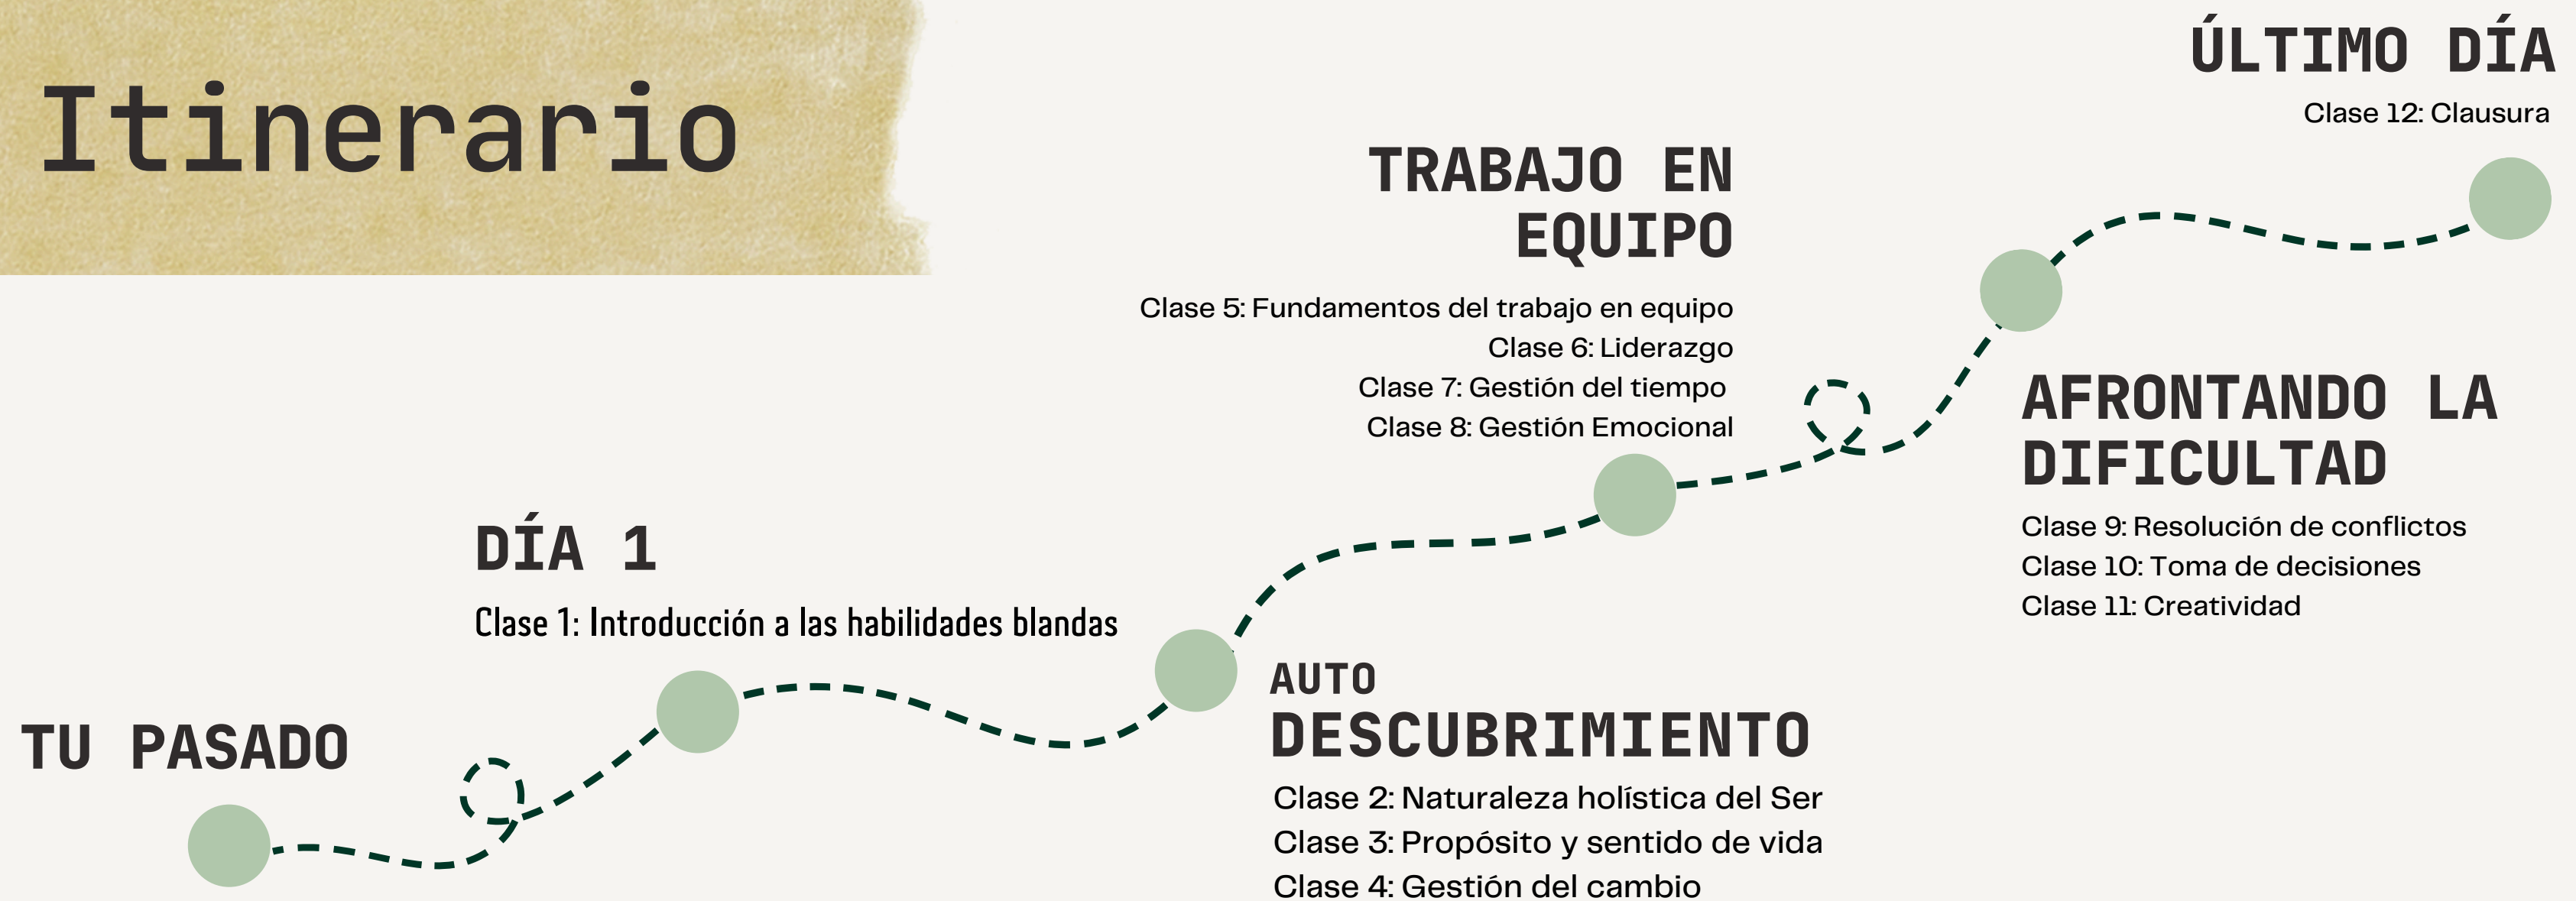 Itinerario
TU PASADO
DÍA 1
Clase 1: Introducción a las habilidades blandas
AUTO
DESCUBRIMIENTO
Clase 2: Naturaleza holística del Ser
Clase 3: Propósito y sentido de vida
Clase 4: Gestión del cambio
TRABAJO EN
EQUIPO
Clase 5: Fundamentos del trabajo en equipo
Clase 6: Liderazgo
Clase 7: Gestión del tiempo
Clase 8: Gestión Emocional
AFRONTANDO LA
DIFICULTAD
Clase 9: Resolución de conflictos
Clase 10: Toma de decisiones
Clase 11: Creatividad
ÚLTIMO DÍA
Clase 12: Clausura